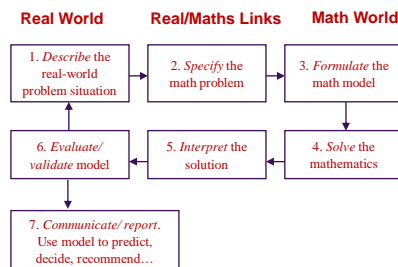 Real World
Real/Maths Links
Math World
1. Describe the
real-world
problem situation
2. Specify the
math problem
3. Formulate the
math model
6. Evaluate/
validate model
5. Interpret the
solution
4. Solve the
mathematics
7. Communicate/ report.
Use model to predict,
decide, recommend…